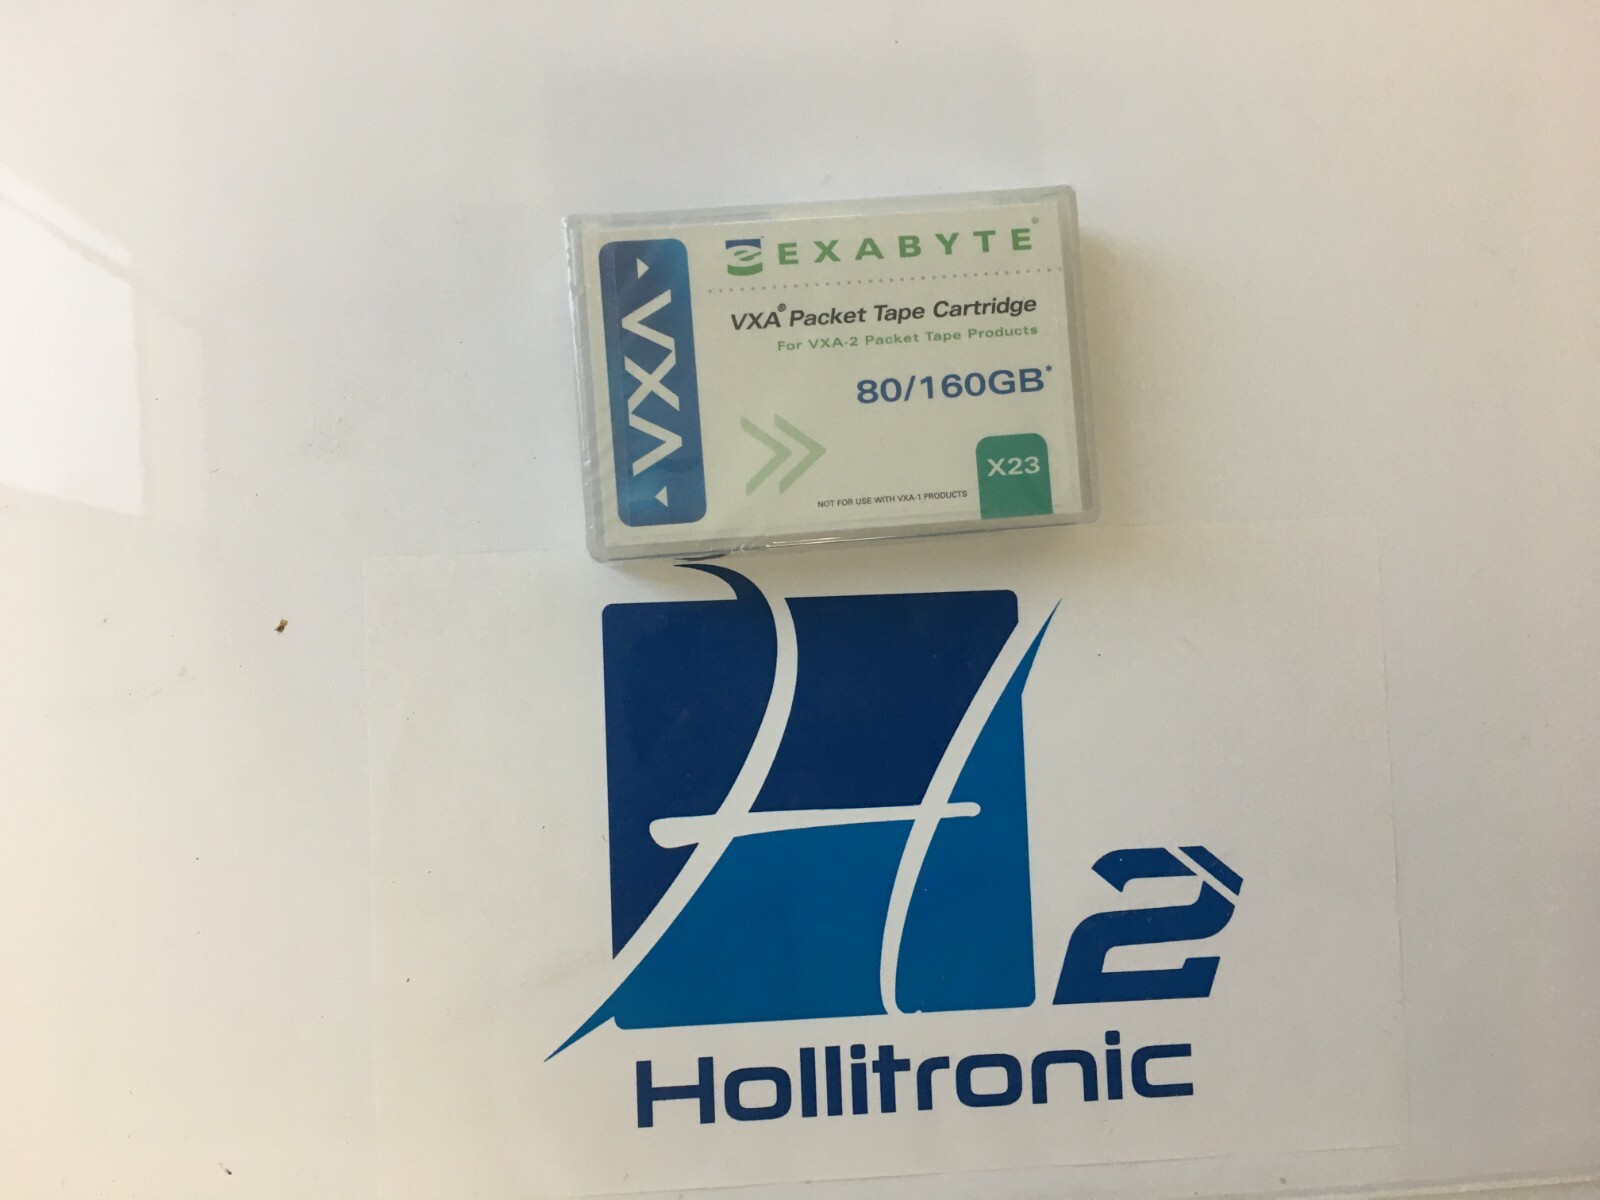 VXA
EXABYTE®
VXA® Packet Tape Cartridge
For VXA-2 Packet Tape Products
80/160GB*
X23
NOT FOR USE WITH VXA-1 PRODUCTS
H2
Hollitronic